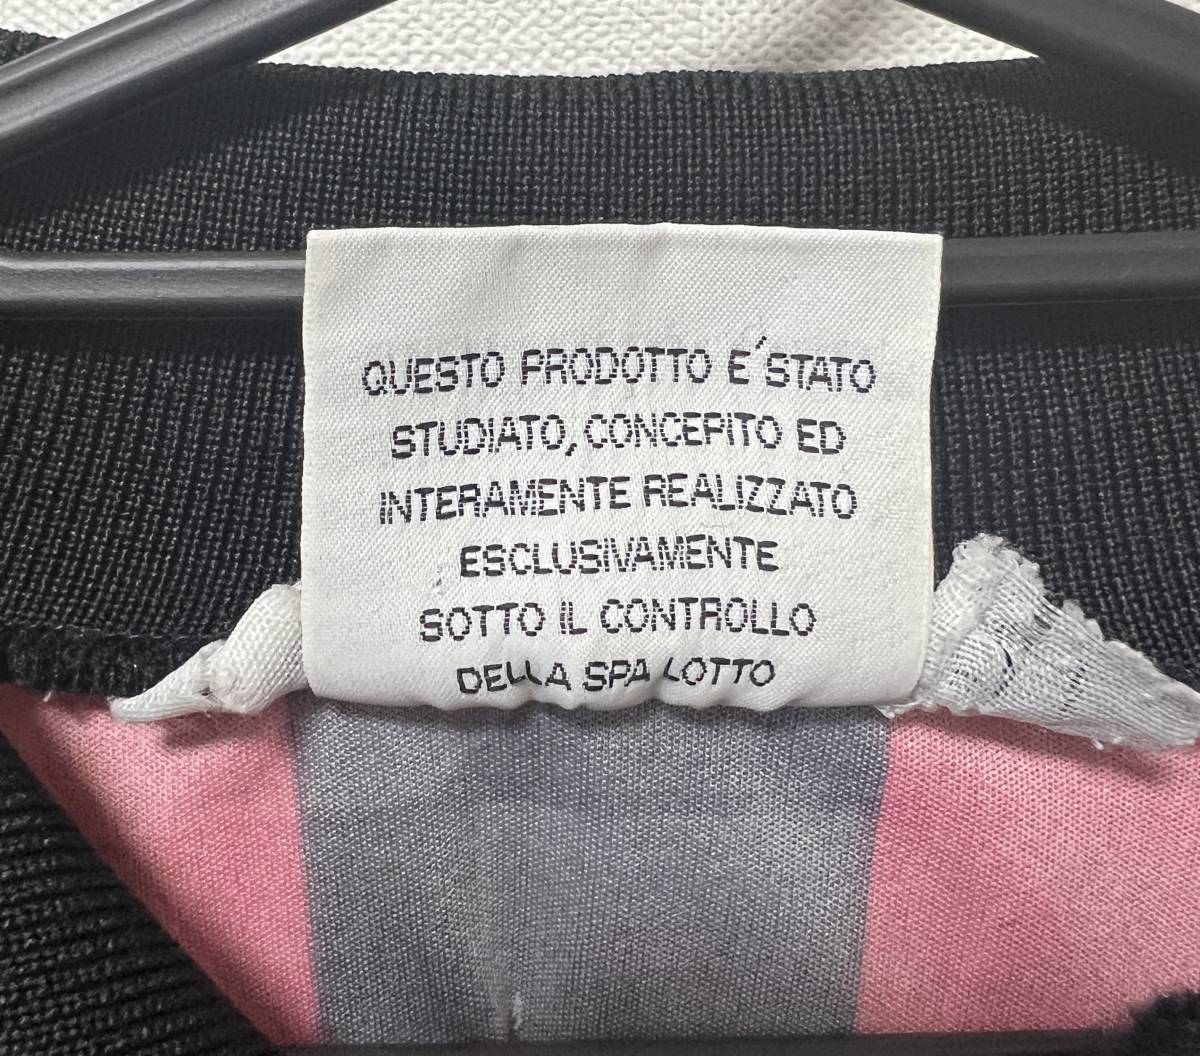 QUESTO PRODOTTO E'STATO
STUDIATO, CONCEPITO ED
INTERAMENTE REALIZZATO
ESCLUSIVAMENTE
SOTTO IL CONTROLLO
DELLA SPA LOTTO